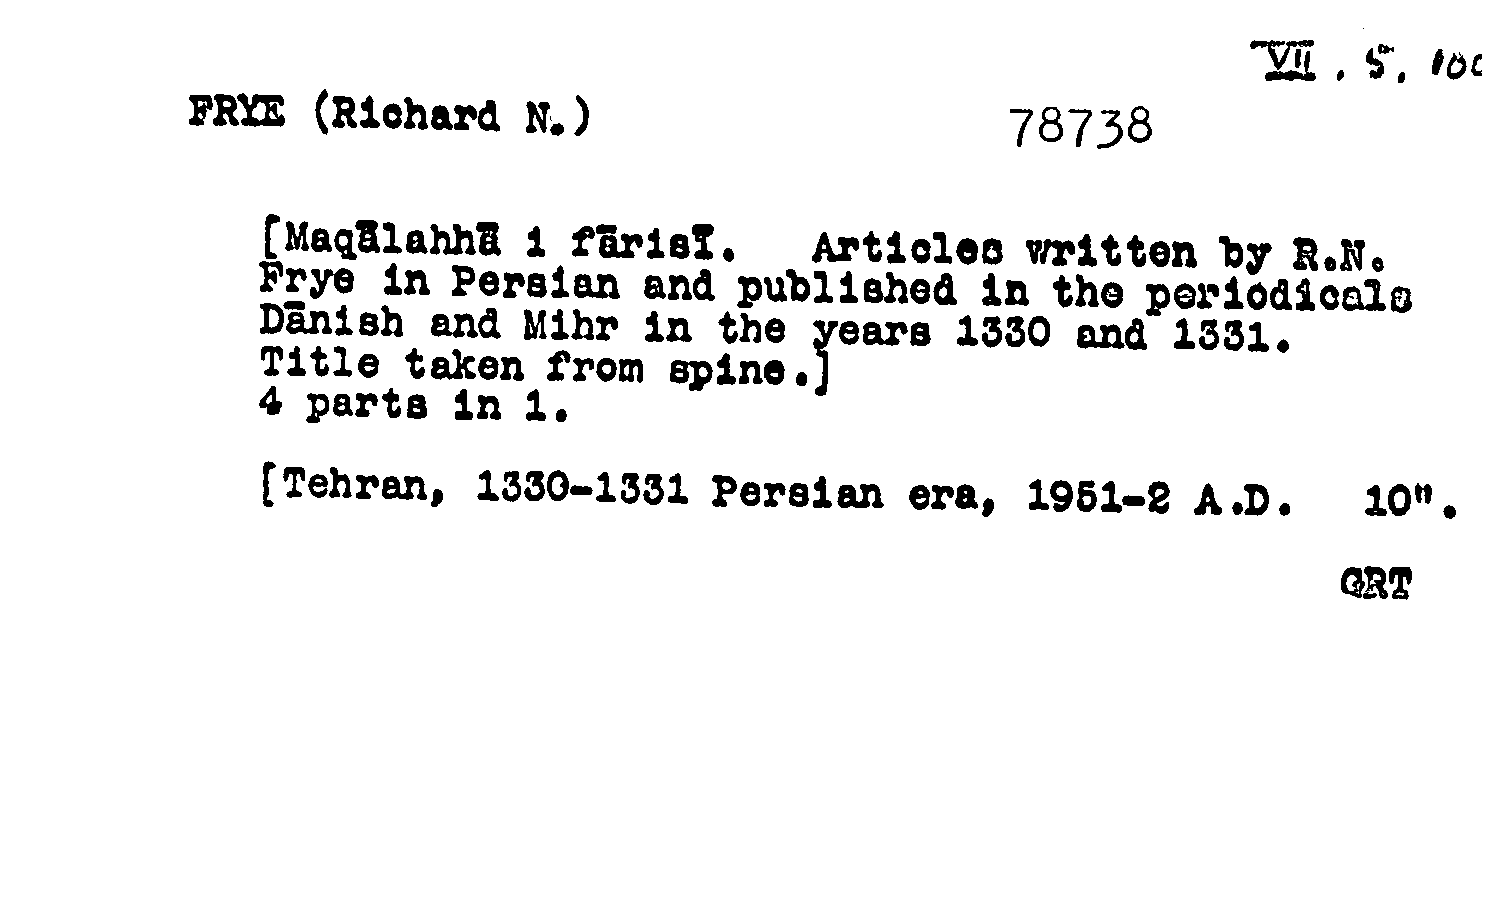 VII. 5. 100
FRYE (Richard N.)
78738
[Maqālahhā i fārisī. Articles written by R.N.
Frye in Persian and published in the periodicals
Dānish and Mihr in the years 1330 and 1331.
Title taken from spine.]
4 parts in 1.
[Tehran, 1330-1331 Persian era, 1951-2 A.D. 10".
GRT